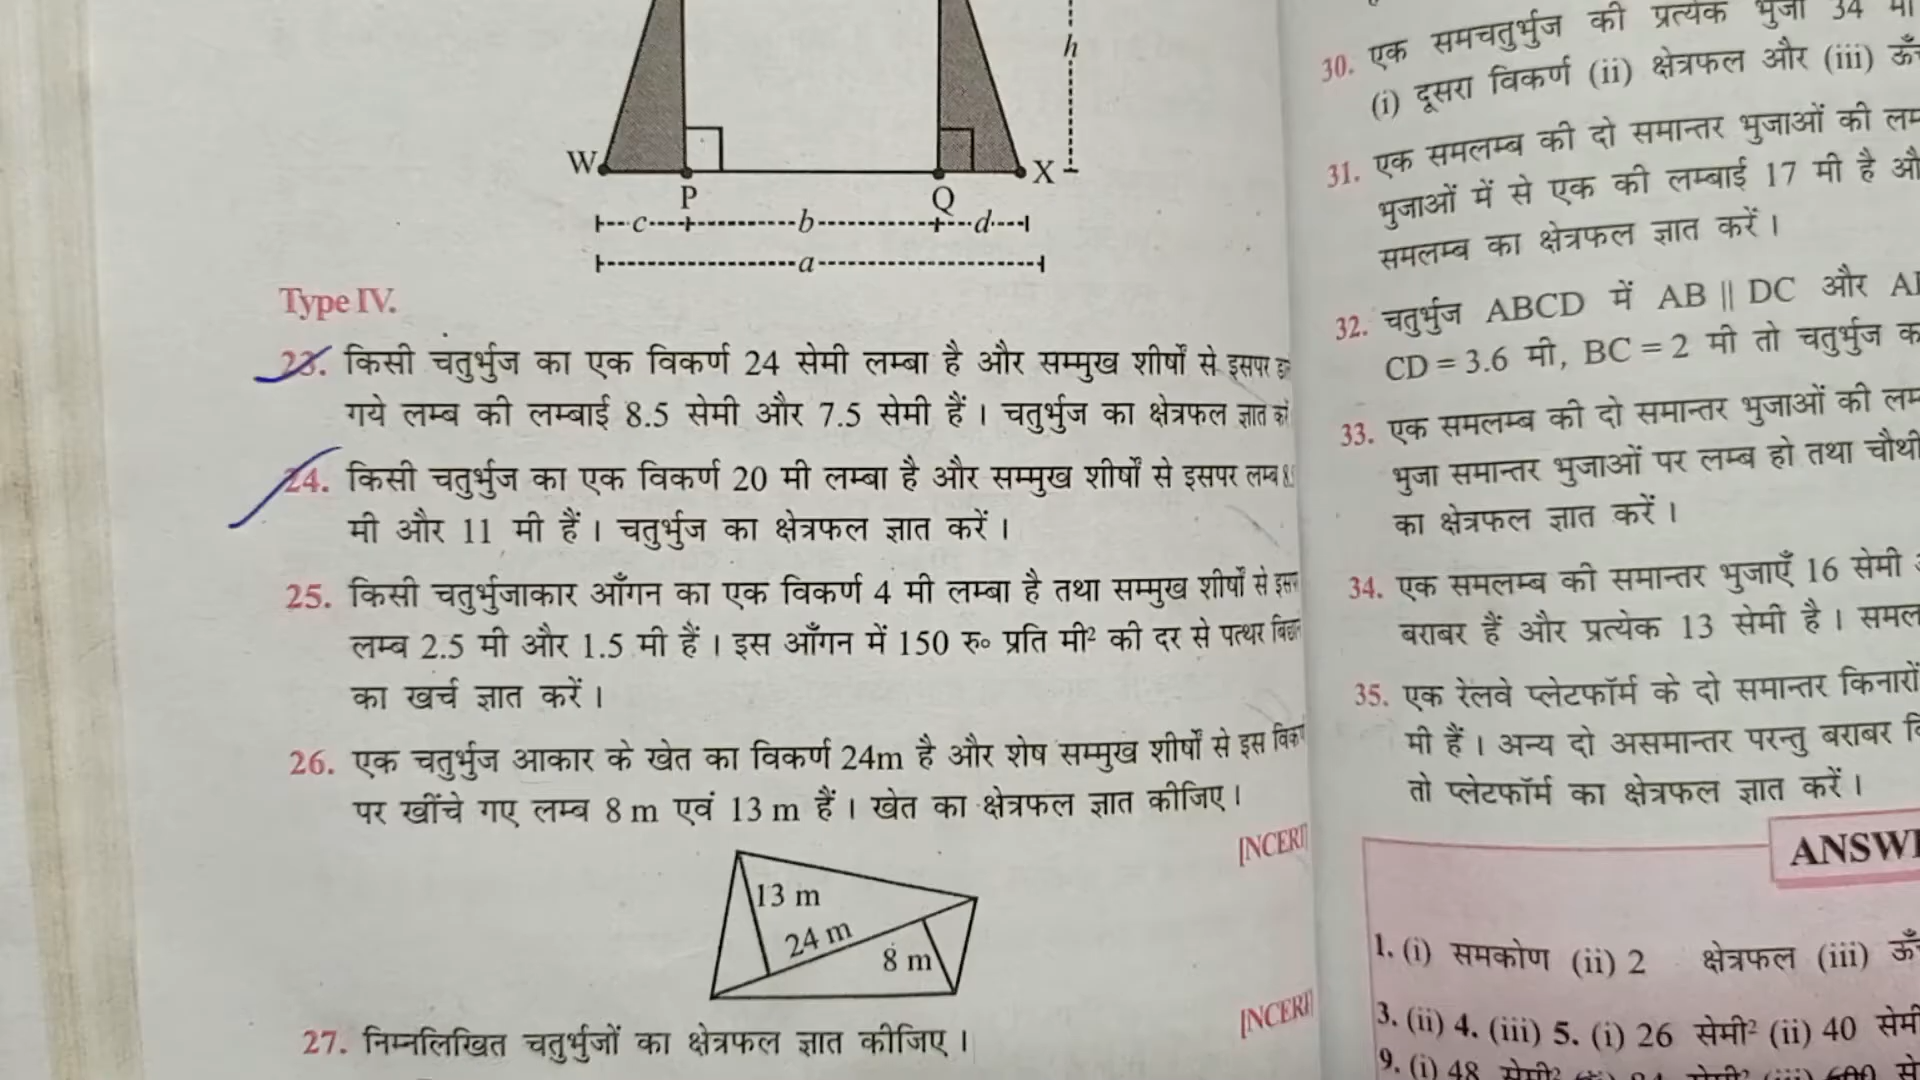 h
W
X
P
Q
c
b
d
a
Type IV.
23. किसी चतुर्भुज का एक विकर्ण 24 सेमी लम्बा है और सम्मुख शीर्षों से इसपर
गये लम्ब की लम्बाई 8.5 सेमी और 7.5 सेमी हैं । चतुर्भुज का क्षेत्रफल ज्ञात
24. किसी चतुर्भुज का एक विकर्ण 20 मी लम्बा है और सम्मुख शीर्षों से इसपर लम्ब
मी और 11 मी हैं । चतुर्भुज का क्षेत्रफल ज्ञात करें ।
25. किसी चतुर्भुजाकार आँगन का एक विकर्ण 4 मी लम्बा है तथा सम्मुख शीर्षों से
लम्ब 2.5 मी और 1.5 मी हैं । इस आँगन में 150 रु० प्रति मी² की दर से पत्थर
का खर्च ज्ञात करें ।
26. एक चतुर्भुज आकार के खेत का विकर्ण 24m है और शेष सम्मुख शीर्षों से इस
पर खींचे गए लम्ब 8 m एवं 13 m हैं । खेत का क्षेत्रफल ज्ञात कीजिए ।
[NCERT
13 m
24 m
8 m
[NCERT
27. निम्नलिखित चतुर्भुजों का क्षेत्रफल ज्ञात कीजिए ।
30. एक समचतुर्भुज की प्रत्येक भुजा 34
(i) दूसरा विकर्ण (ii) क्षेत्रफल और (iii)
31. एक समलम्ब की दो समान्तर भुजाओं की
भुजाओं में से एक की लम्बाई 17 मी है
समलम्ब का क्षेत्रफल ज्ञात करें ।
32. चतुर्भुज ABCD में AB || DC और
CD = 3.6 मी, BC = 2 मी तो चतुर्भुज
33. एक समलम्ब की दो समान्तर भुजाओं की
भुजा समान्तर भुजाओं पर लम्ब हो तथा चौथी
का क्षेत्रफल ज्ञात करें ।
34. एक समलम्ब की समान्तर भुजाएँ 16 सेमी
बराबर हैं और प्रत्येक 13 सेमी है ।
35. एक रेलवे प्लेटफॉर्म के दो समान्तर किनारों
मी हैं । अन्य दो असमान्तर परन्तु बराबर
तो प्लेटफॉर्म का क्षेत्रफल ज्ञात करें ।
1. (i) समकोण (ii) 2 क्षेत्रफल (iii)
3. (ii) 4. (iii) 5. (i) 26 सेमी² (ii) 40 सेमी
9. (i) 48